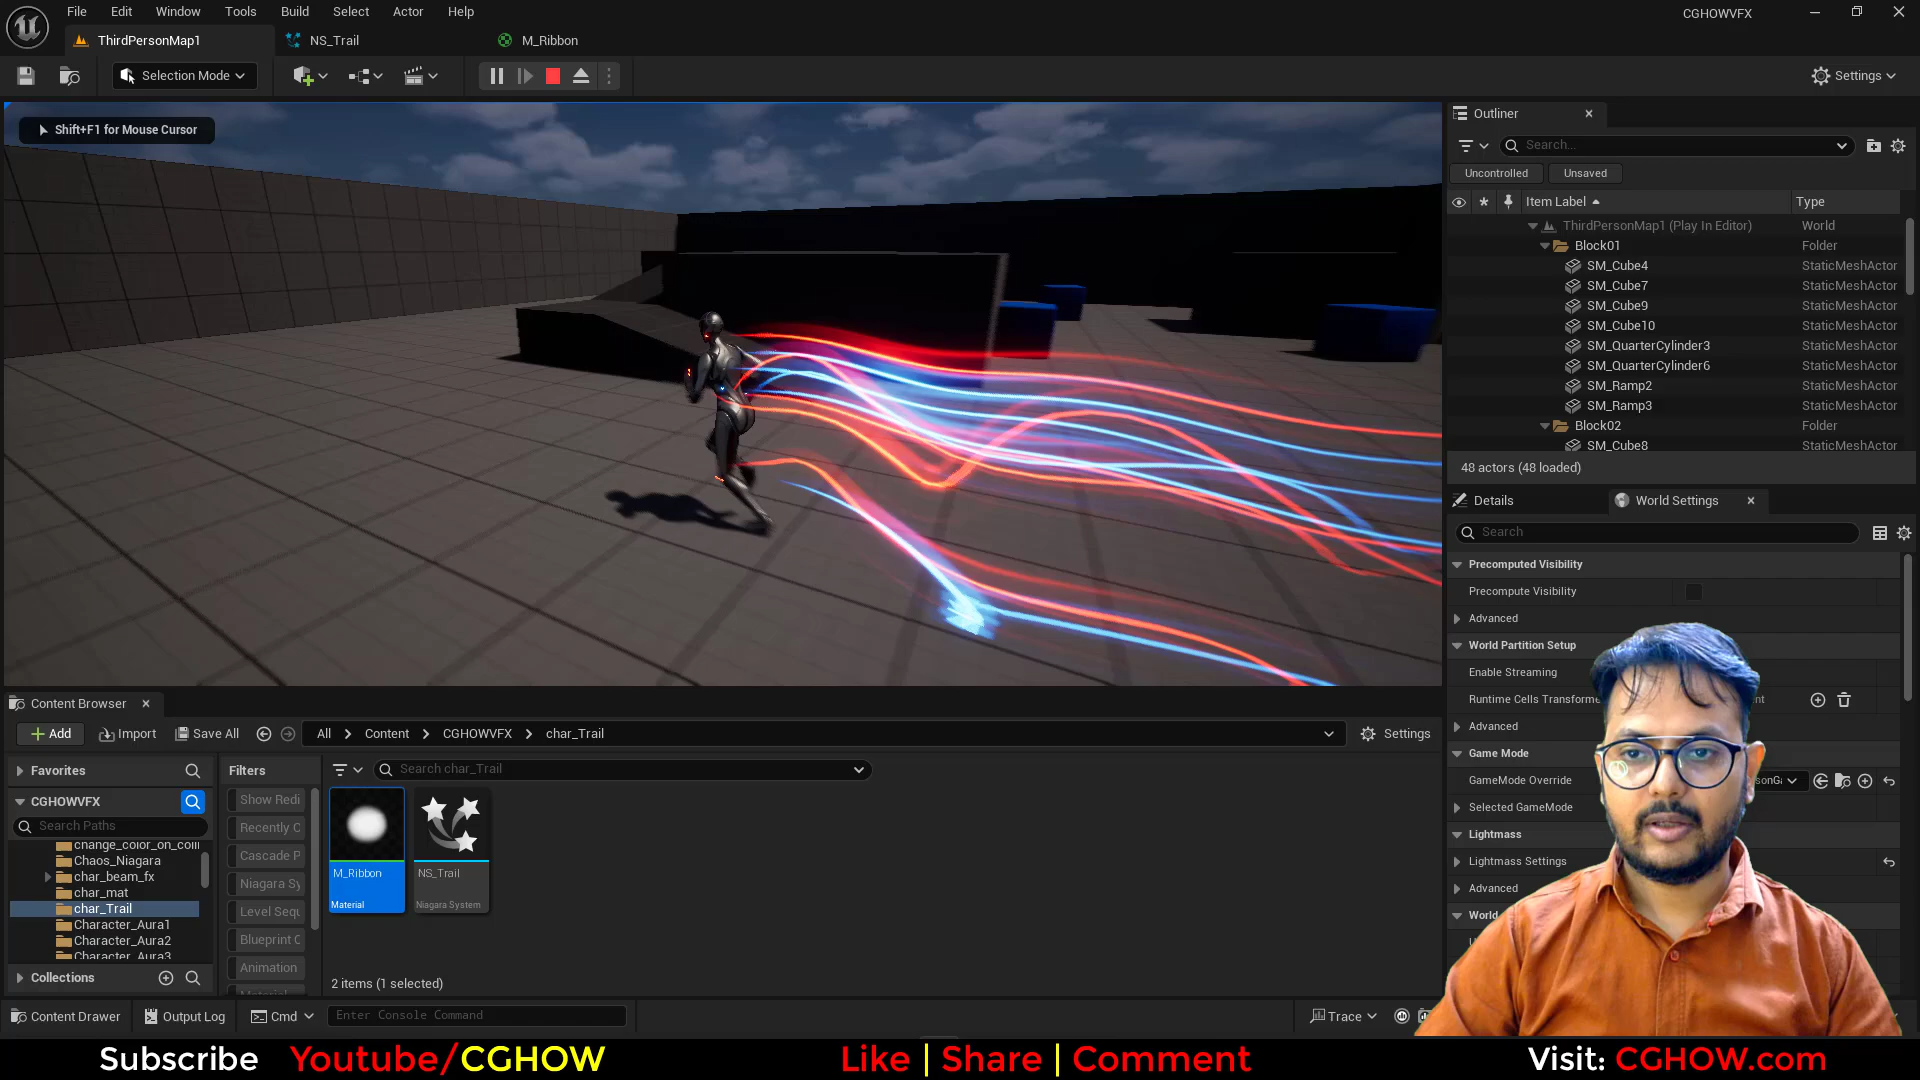 File Edit Window Tools Build Select Actor Help
CGHOWVFX
ThirdPersonMap1
NS_Trail
M_Ribbon
Selection Mode
Settings
Shift+F1 for Mouse Cursor
Outliner
Search...
Uncontrolled
Unsaved
Item Label
Type
ThirdPersonMap1 (Play In Editor) World
Block01 Folder
SM_Cube4 StaticMeshActor
SM_Cube7 StaticMeshActor
SM_Cube9 StaticMeshActor
SM_Cube10 StaticMeshActor
SM_QuarterCylinder3 StaticMeshActor
SM_QuarterCylinder6 StaticMeshActor
SM_Ramp2 StaticMeshActor
SM_Ramp3 StaticMeshActor
Block02 Folder
SM_Cube8 StaticMeshActor
48 actors (48 loaded)
Details
World Settings
Search
Precomputed Visibility
Precompute Visibility
Advanced
World Partition Setup
Enable Streaming
Runtime Cells Transforme
Advanced
Game Mode
GameMode Override
Selected GameMode
Lightmass
Lightmass Settings
Advanced
World
Content Browser
Add
Import
Save All
All > Content > CGHOWVFX > char_Trail
Settings
Favorites
CGHOWVFX
Search Paths
change_color_on_colli
Chaos_Niagara
char_beam_fx
char_mat
char_Trail
Character_Aura1
Character_Aura2
Character_Aura3
Collections
Filters
Show Redi
Recently O
Cascade P
Niagara Sy
Level Sequ
Blueprint C
Animation
Search char_Trail
M_Ribbon
Material
NS_Trail
Niagara System
2 items (1 selected)
Content Drawer
Output Log
Cmd
Enter Console Command
Trace
Subscribe Youtube/CGHOW
Like | Share | Comment
Visit: CGHOW.com